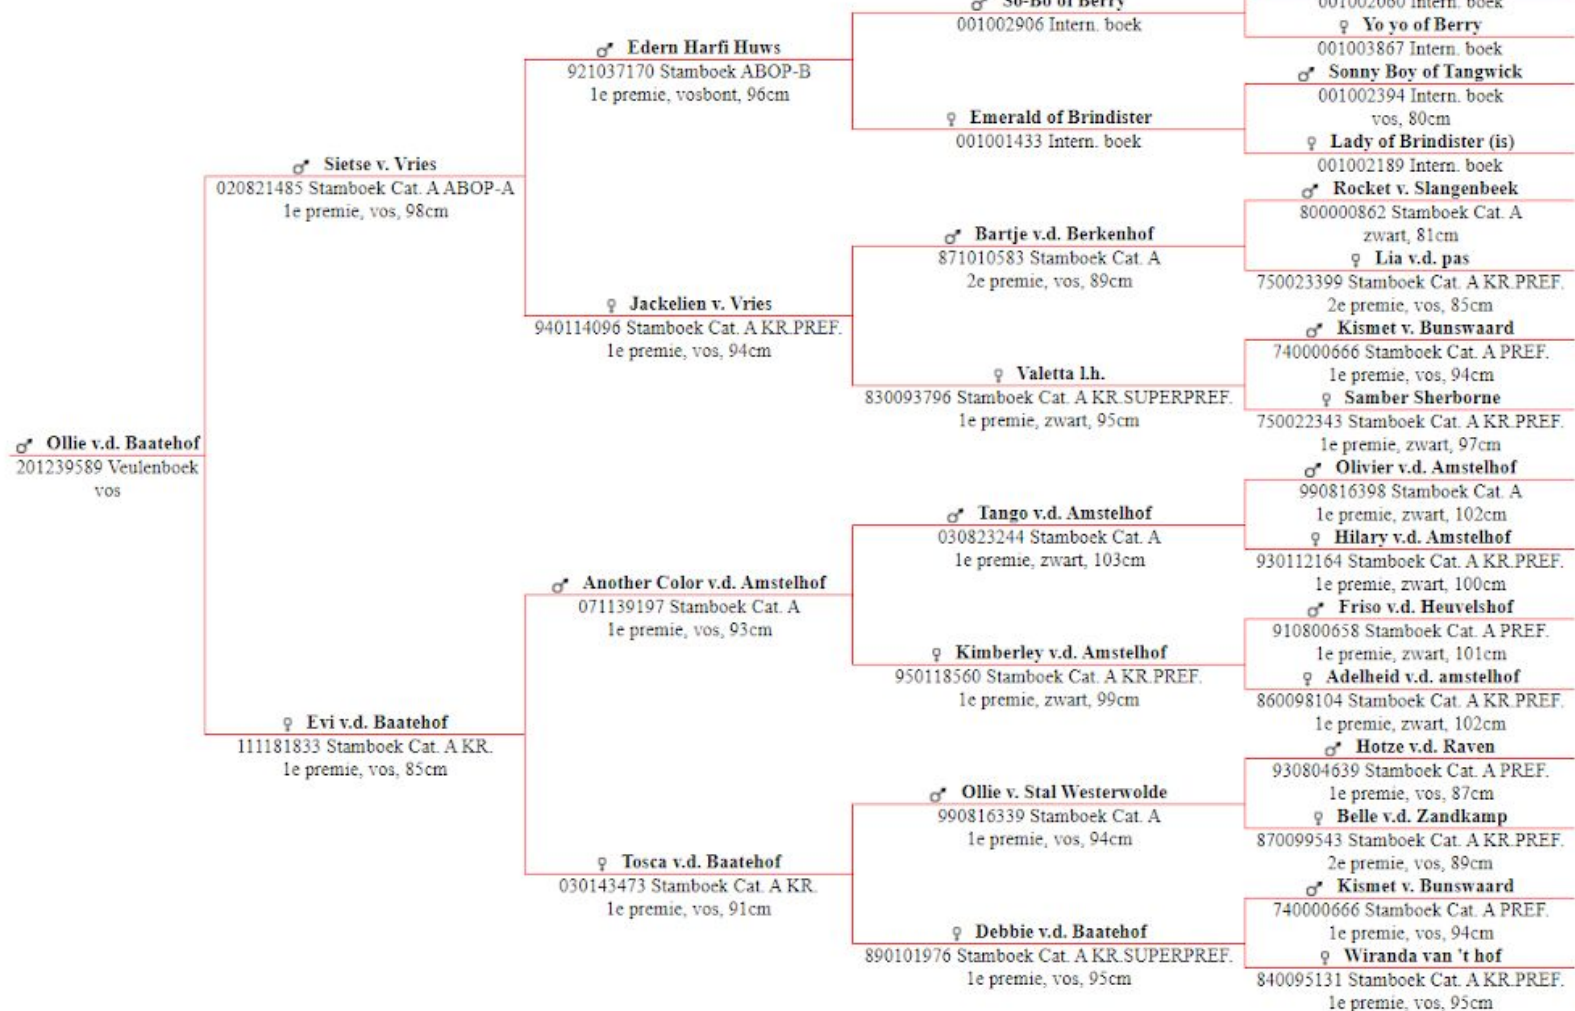 ♂ Ollie v.d. Baatehof
201239589 Veulenboek
vos
♂ Sietse v. Vries
020821485 Stamboek Cat. A ABOP-A
1e premie, vos, 98cm
♀ Evi v.d. Baatehof
111181833 Stamboek Cat. A KR.
1e premie, vos, 85cm
♂ Edern Harfi Huws
921037170 Stamboek ABOP-B
1e premie, vosbont, 96cm
♀ Jackelien v. Vries
940114096 Stamboek Cat. A KR.PREF.
1e premie, vos, 94cm
♂ Another Color v.d. Amstelhof
071139197 Stamboek Cat. A
1e premie, vos, 93cm
♀ Tosca v.d. Baatehof
030143473 Stamboek Cat. A KR.
1e premie, vos, 91cm
♂ So-Bo of Berry
001002906 Intern. boek
♀ Emerald of Brindister
001001433 Intern. boek
♂ Bartje v.d. Berkenhof
871010583 Stamboek Cat. A
2e premie, vos, 89cm
♀ Valetta l.h.
830093796 Stamboek Cat. A KR.SUPERPREF.
1e premie, zwart, 95cm
♂ Tango v.d. Amstelhof
030823244 Stamboek Cat. A
1e premie, zwart, 103cm
♀ Kimberley v.d. Amstelhof
950118560 Stamboek Cat. A KR.PREF.
1e premie, zwart, 99cm
♂ Ollie v. Stal Westerwolde
990816339 Stamboek Cat. A
1e premie, vos, 94cm
♀ Debbie v.d. Baatehof
890101976 Stamboek Cat. A KR.SUPERPREF.
1e premie, vos, 95cm
001002060 Intern. boek
♀ Yo yo of Berry
001003867 Intern. boek
♂ Sonny Boy of Tangwick
001002394 Intern. boek
vos, 80cm
♀ Lady of Brindister (is)
001002189 Intern. boek
♂ Rocket v. Slangenbeek
800000862 Stamboek Cat. A
zwart, 81cm
♀ Lia v.d. pas
750023399 Stamboek Cat. A KR.PREF.
2e premie, vos, 85cm
♂ Kismet v. Bunswaard
740000666 Stamboek Cat. A PREF.
1e premie, vos, 94cm
♀ Samber Sherborne
750022343 Stamboek Cat. A KR.PREF.
1e premie, zwart, 97cm
♂ Olivier v.d. Amstelhof
990816398 Stamboek Cat. A
1e premie, zwart, 102cm
♀ Hilary v.d. Amstelhof
930112164 Stamboek Cat. A KR.PREF.
1e premie, zwart, 100cm
♂ Friso v.d. Heuvelshof
910800658 Stamboek Cat. A PREF.
1e premie, zwart, 101cm
♀ Adelheid v.d. amstelhof
860098104 Stamboek Cat. A KR.PREF.
1e premie, zwart, 102cm
♂ Hotze v.d. Raven
930804639 Stamboek Cat. A PREF.
1e premie, vos, 87cm
♀ Belle v.d. Zandkamp
870099543 Stamboek Cat. A KR.PREF.
2e premie, vos, 89cm
♂ Kismet v. Bunswaard
740000666 Stamboek Cat. A PREF.
1e premie, vos, 94cm
♀ Wiranda van 't hof
840095131 Stamboek Cat. A KR.PREF.
1e premie, vos, 95cm